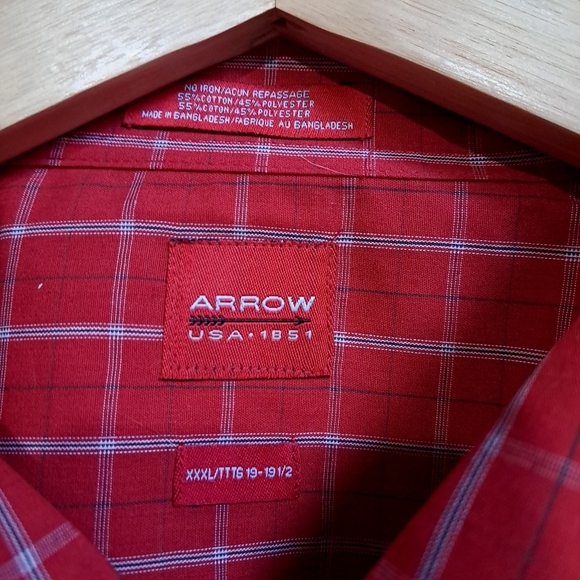 NO IRON/ACUN REPASSAGE
55%COTTON/45%POLYESTER
55%COTON/45%POLYESTER
MADE IN BANGLADESH/FABRIQUE AU BANGLADESH
ARROW
USA·1851
XXXL/TTTG 19-19 1/2